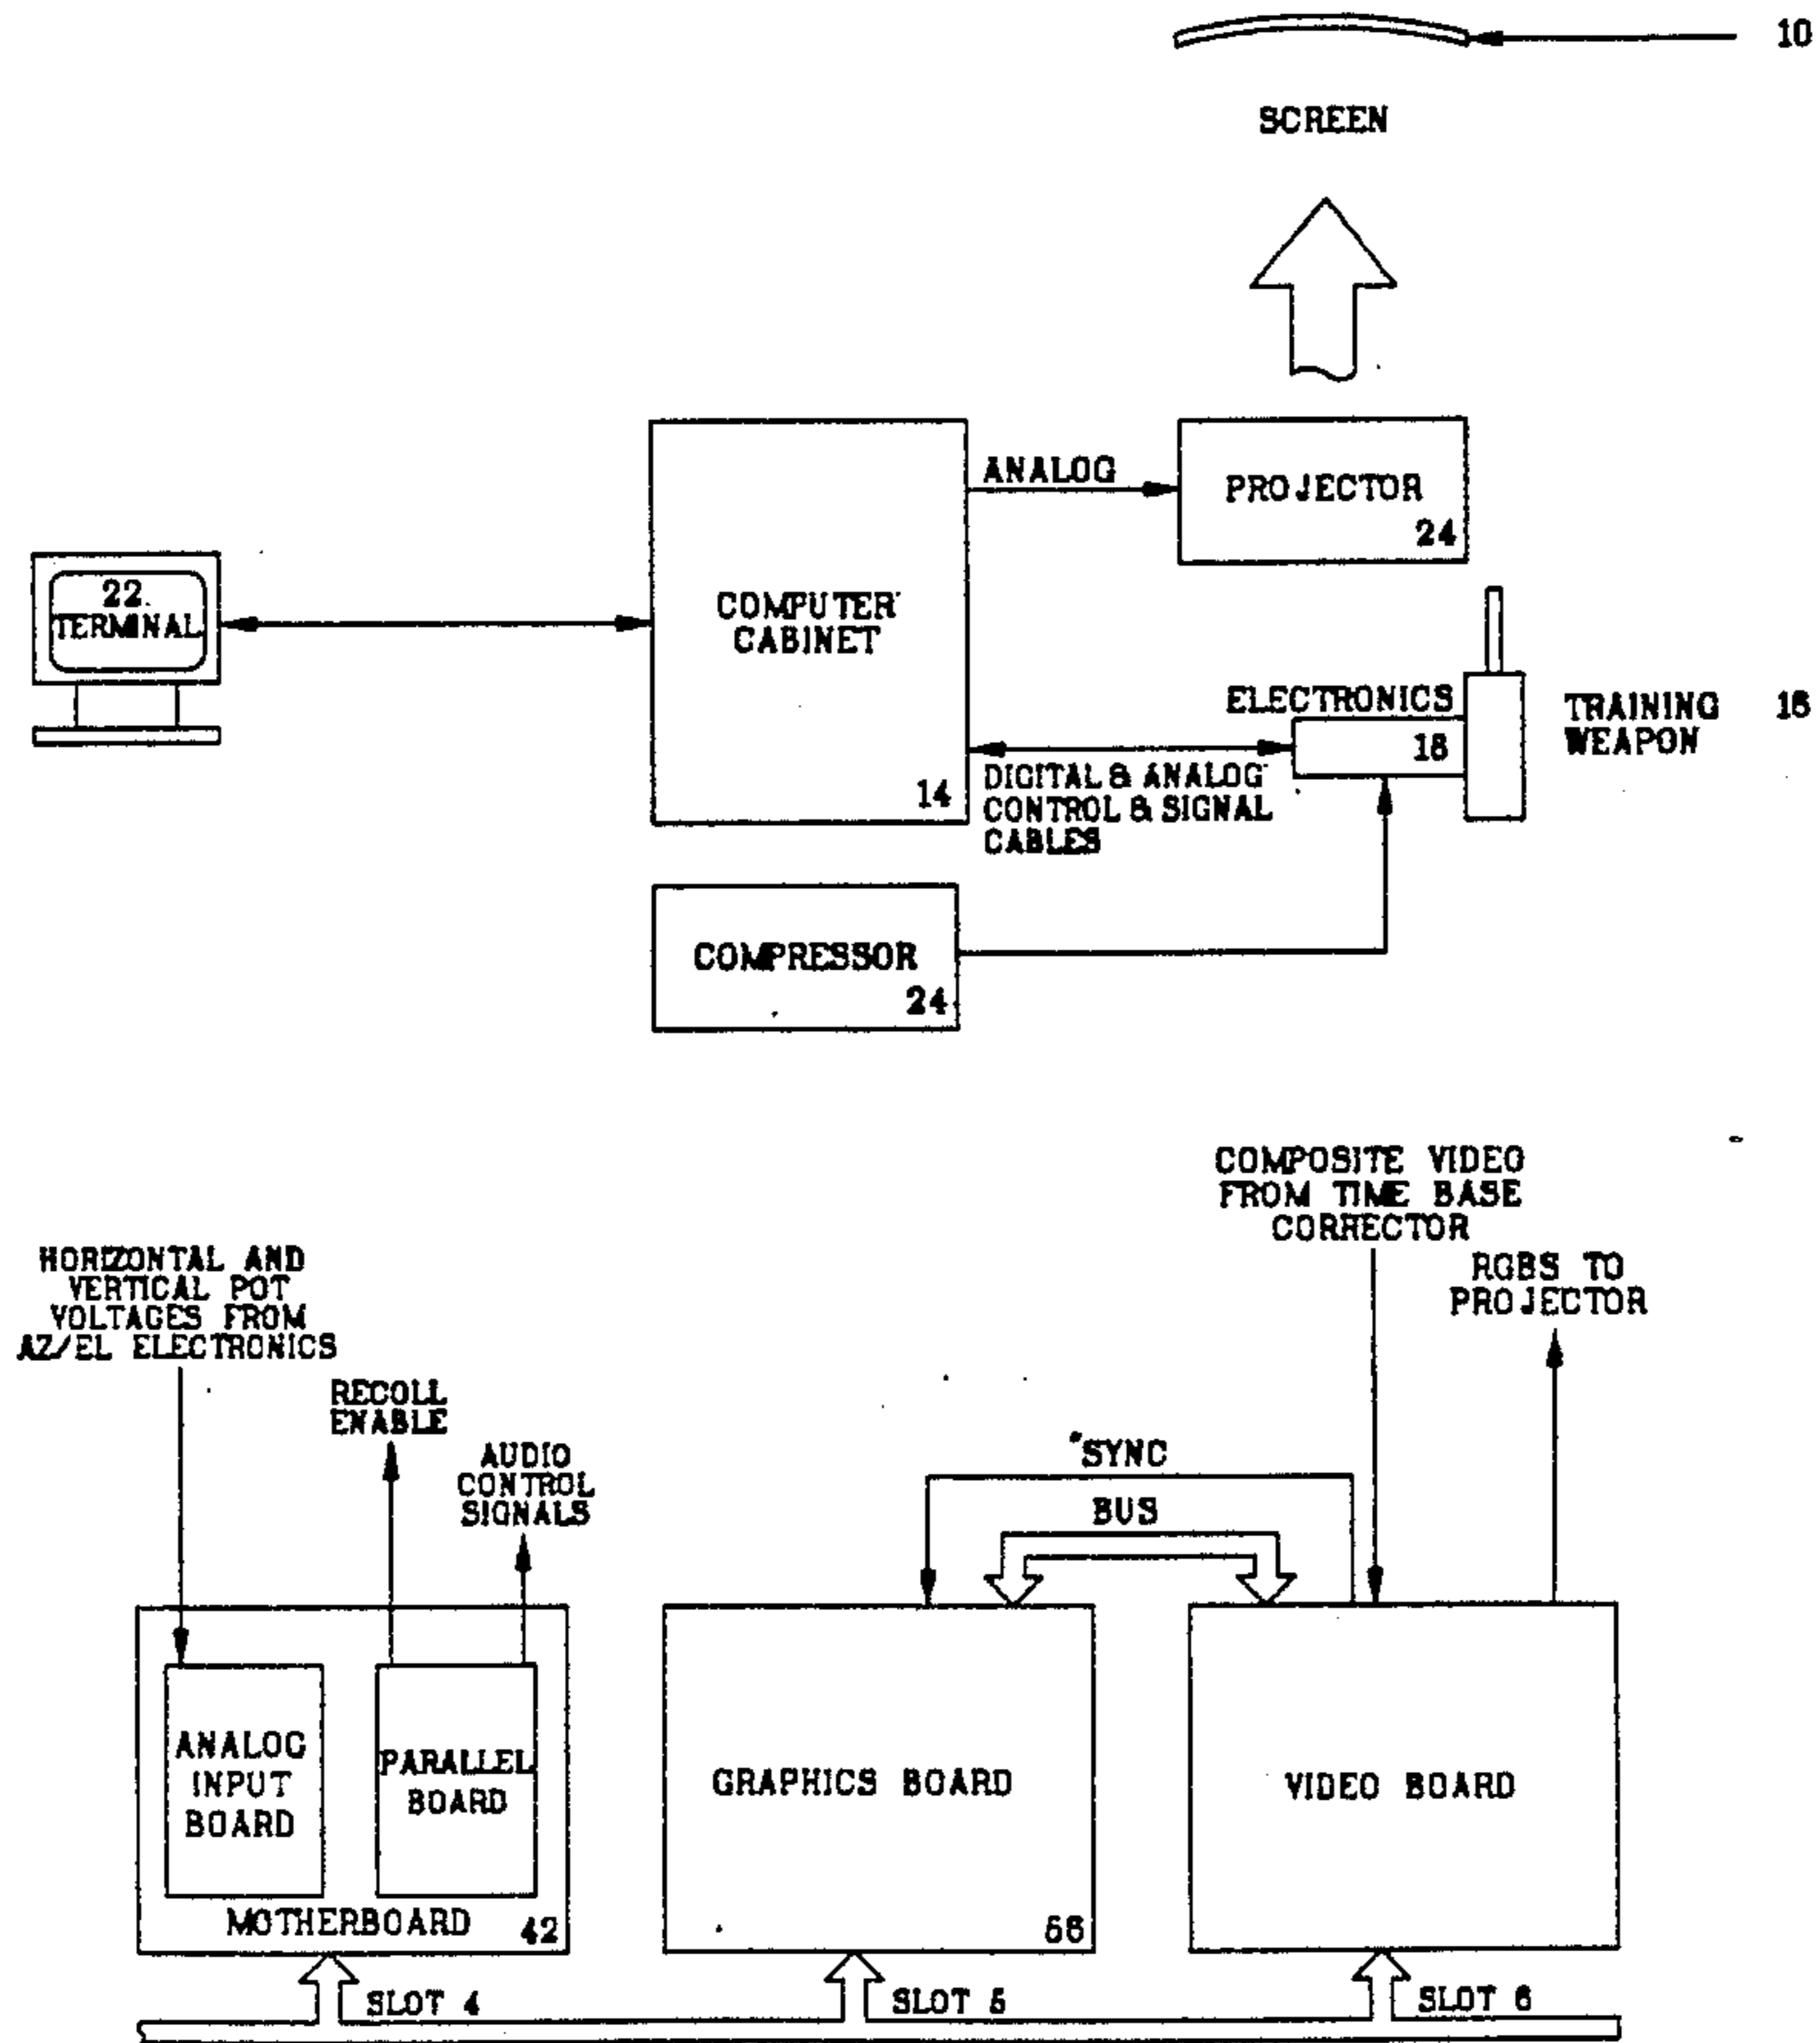 10
SCREEN
ANALOG
PROJECTOR
24
22
TERMINAL
COMPUTER
CABINET
14
ELECTRONICS
18
TRAINING
WEAPON
16
DIGITAL & ANALOG
CONTROL & SIGNAL
CABLES
COMPRESSOR
24
COMPOSITE VIDEO
FROM TIME BASE
CORRECTOR
HORIZONTAL AND
VERTICAL POT
VOLTAGES FROM
AZ/EL ELECTRONICS
RGBS TO
PROJECTOR
RECOLL
ENABLE
AUDIO
CONTROL
SIGNALS
SYNC
BUS
ANALOG
INPUT
BOARD
PARALLEL
BOARD
MOTHERBOARD
42
GRAPHICS BOARD
56
VIDEO BOARD
SLOT 4
SLOT 5
SLOT 6